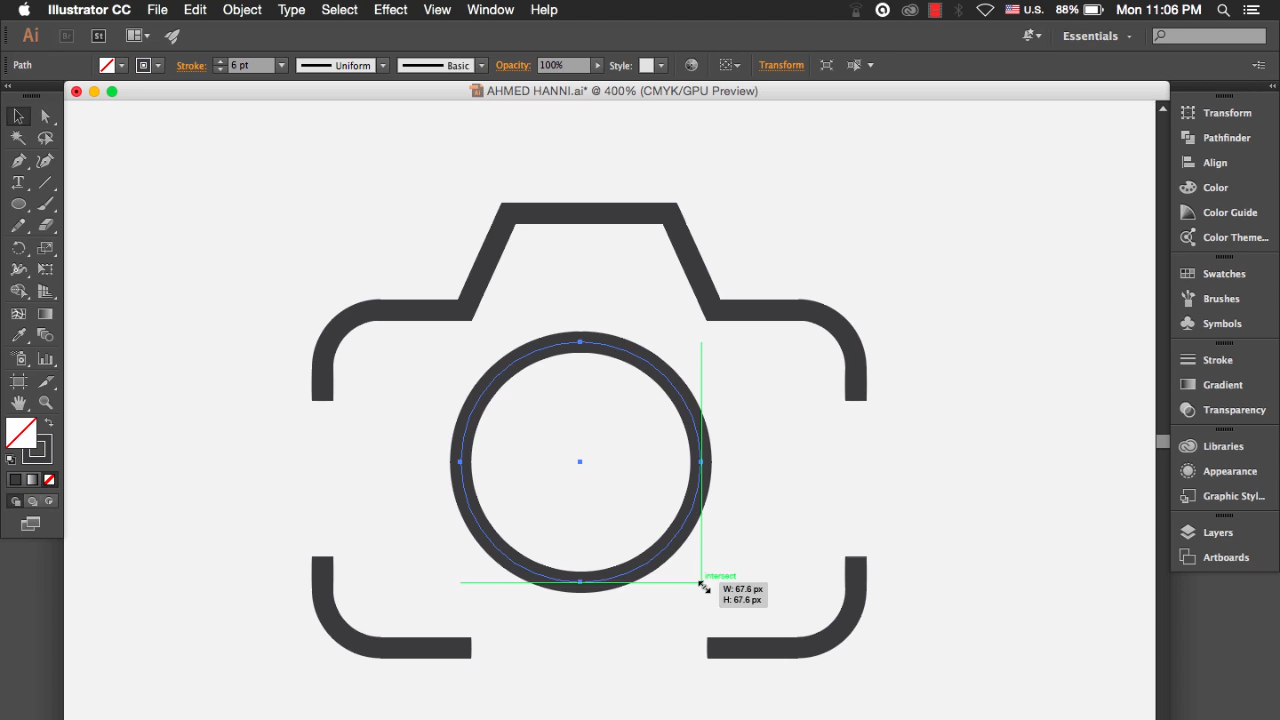 Illustrator CC File Edit Object Type Select Effect View Window Help U.S. 88% Mon 11:06 PM
Ai Br St Essentials
Path Stroke: 6 pt Uniform Basic Opacity: 100% Style: Transform
AHMED HANNI.ai* @ 400% (CMYK/GPU Preview)
Transform
Pathfinder
Align
Color
Color Guide
Color Theme...
Swatches
Brushes
Symbols
Stroke
Gradient
Transparency
Libraries
Appearance
Graphic Styl...
Layers
Artboards
intersect
W: 67.6 px
H: 67.6 px